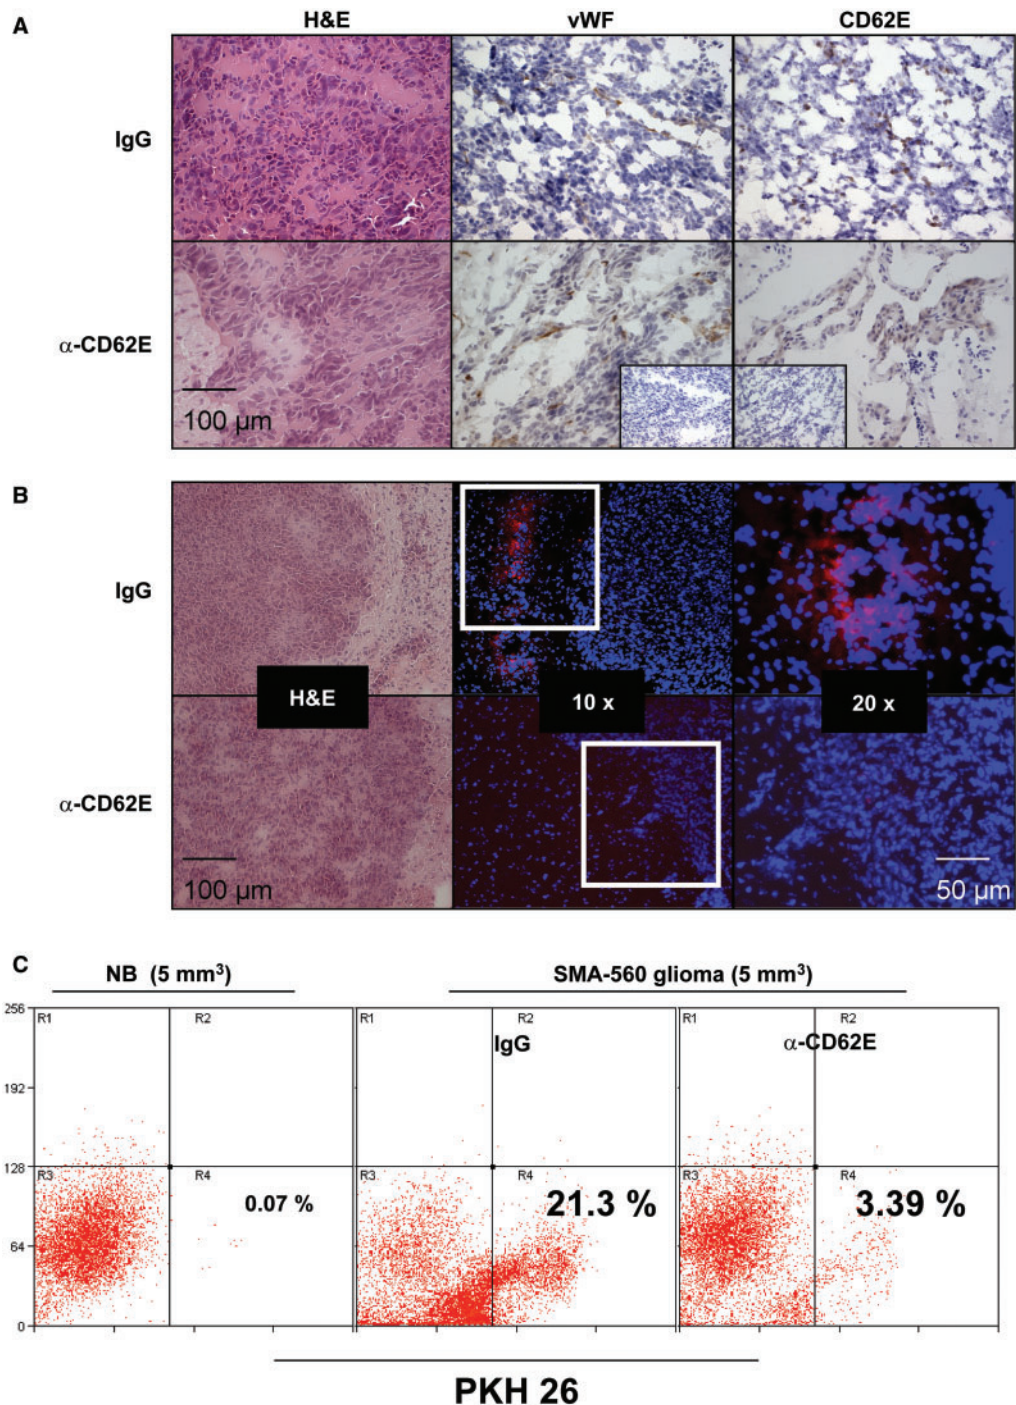 A
H&E vWF CD62E
IgG
α-CD62E
100 µm
B
IgG
H&E 10 x 20 x
α-CD62E
100 µm 50 µm
C
NB (5 mm³) SMA-560 glioma (5 mm³)
256 R1 R2 R1 R2 R1 R2
IgG α-CD62E
192
128
R3 R4 R3 R4 R3 R4
0.07 % 21.3 % 3.39 %
64
0
PKH 26